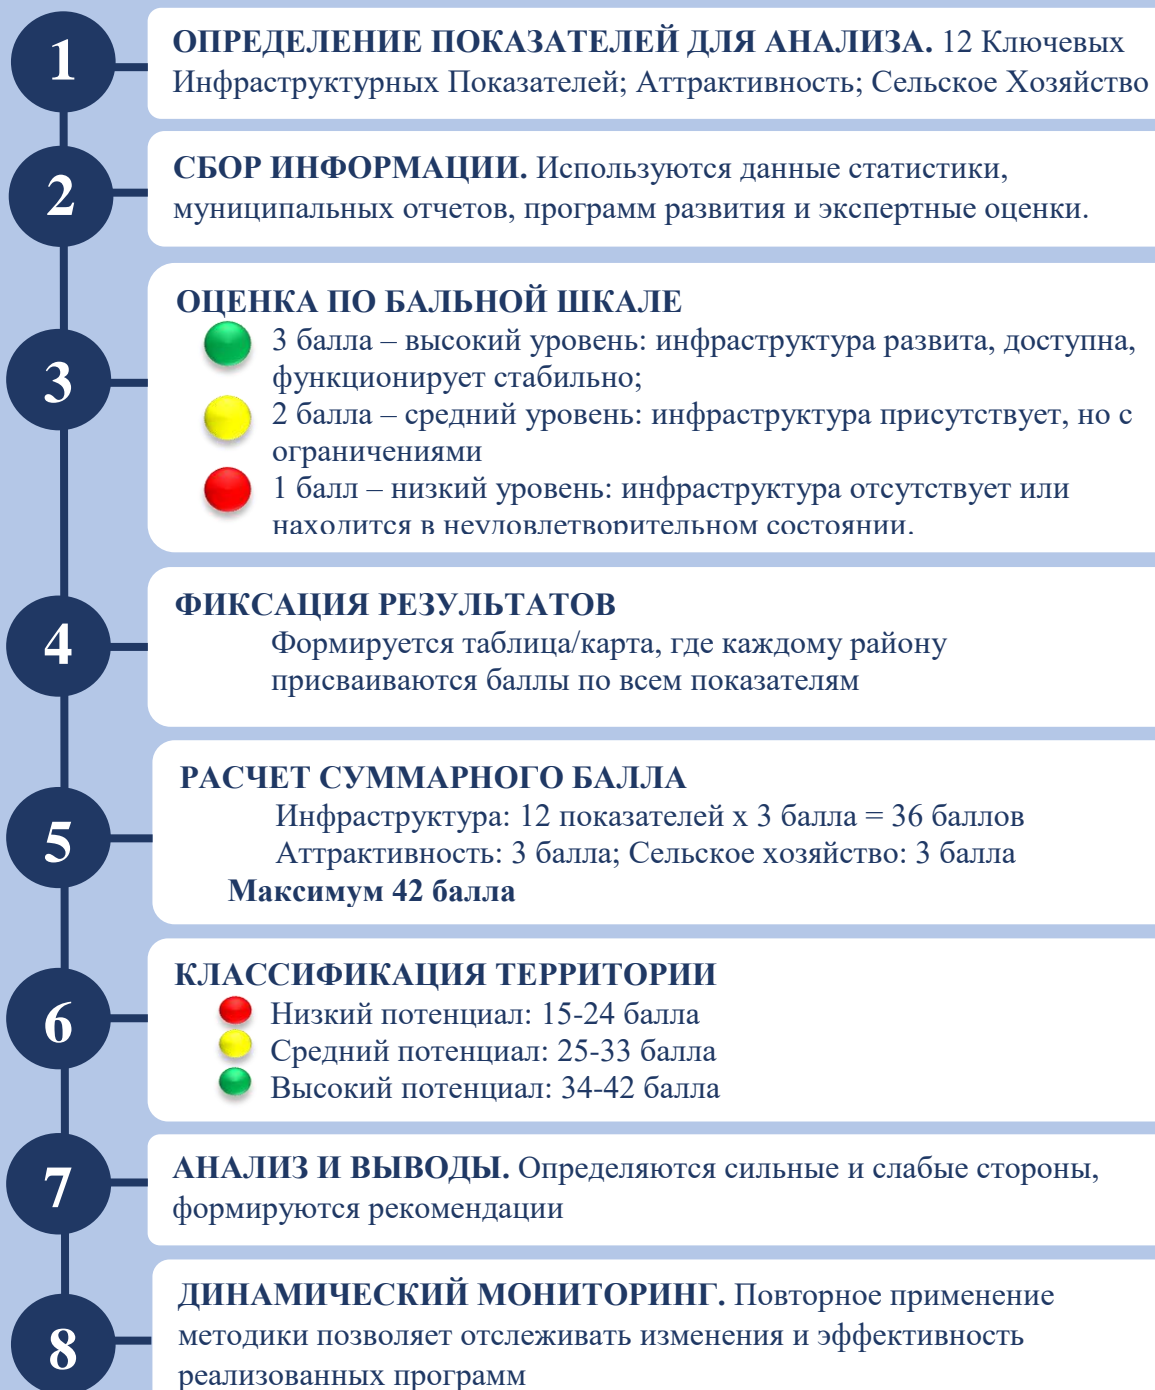 1
ОПРЕДЕЛЕНИЕ ПОКАЗАТЕЛЕЙ ДЛЯ АНАЛИЗА. 12 Ключевых
Инфраструктурных Показателей; Аттрактивность; Сельское Хозяйство
2
СБОР ИНФОРМАЦИИ. Используются данные статистики,
муниципальных отчетов, программ развития и экспертные оценки.
3
ОЦЕНКА ПО БАЛЬНОЙ ШКАЛЕ
3 балла – высокий уровень: инфраструктура развита, доступна,
функционирует стабильно;
2 балла – средний уровень: инфраструктура присутствует, но с
ограничениями
1 балл – низкий уровень: инфраструктура отсутствует или
находится в неудовлетворительном состоянии.
4
ФИКСАЦИЯ РЕЗУЛЬТАТОВ
Формируется таблица/карта, где каждому району
присваиваются баллы по всем показателям
5
РАСЧЕТ СУММАРНОГО БАЛЛА
Инфраструктура: 12 показателей х 3 балла = 36 баллов
Аттрактивность: 3 балла; Сельское хозяйство: 3 балла
Максимум 42 балла
6
КЛАССИФИКАЦИЯ ТЕРРИТОРИИ
Низкий потенциал: 15-24 балла
Средний потенциал: 25-33 балла
Высокий потенциал: 34-42 балла
7
АНАЛИЗ И ВЫВОДЫ. Определяются сильные и слабые стороны,
формируются рекомендации
8
ДИНАМИЧЕСКИЙ МОНИТОРИНГ. Повторное применение
методики позволяет отслеживать изменения и эффективность
реализованных программ